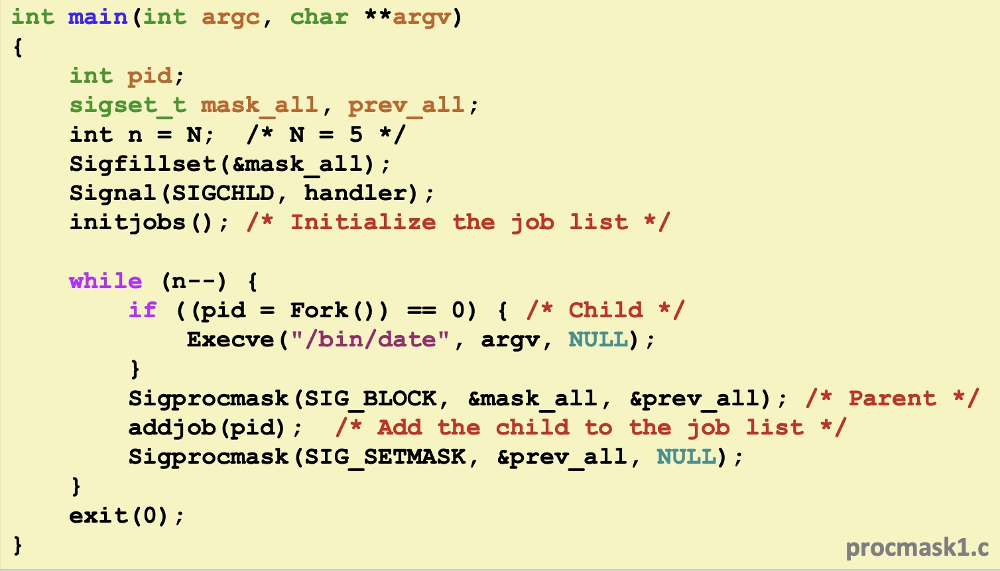 int main(int argc, char **argv)
{
    int pid;
    sigset_t mask_all, prev_all;
    int n = N;  /* N = 5 */
    Sigfillset(&mask_all);
    Signal(SIGCHLD, handler);
    initjobs(); /* Initialize the job list */

    while (n--) {
        if ((pid = Fork()) == 0) { /* Child */
            Execve("/bin/date", argv, NULL);
        }
        Sigprocmask(SIG_BLOCK, &mask_all, &prev_all); /* Parent */
        addjob(pid);  /* Add the child to the job list */
        Sigprocmask(SIG_SETMASK, &prev_all, NULL);
    }
    exit(0);
}
procmask1.c